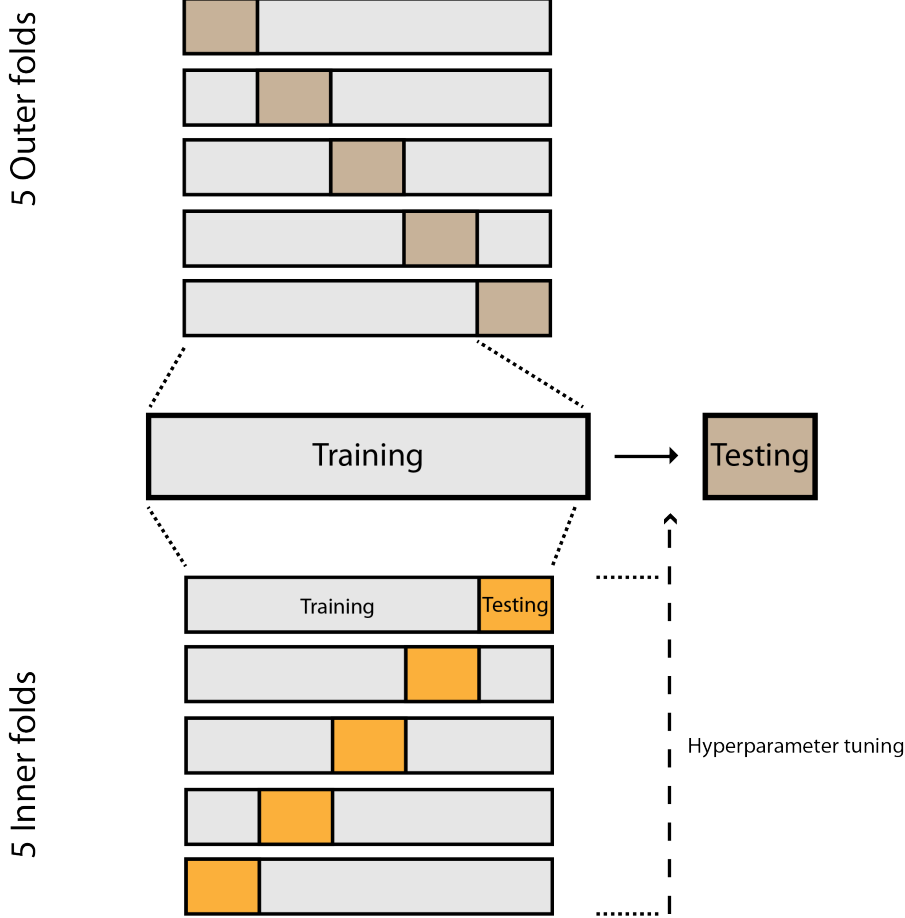 5 Outer folds
Training
Testing
Training
Testing
5 Inner folds
Hyperparameter tuning